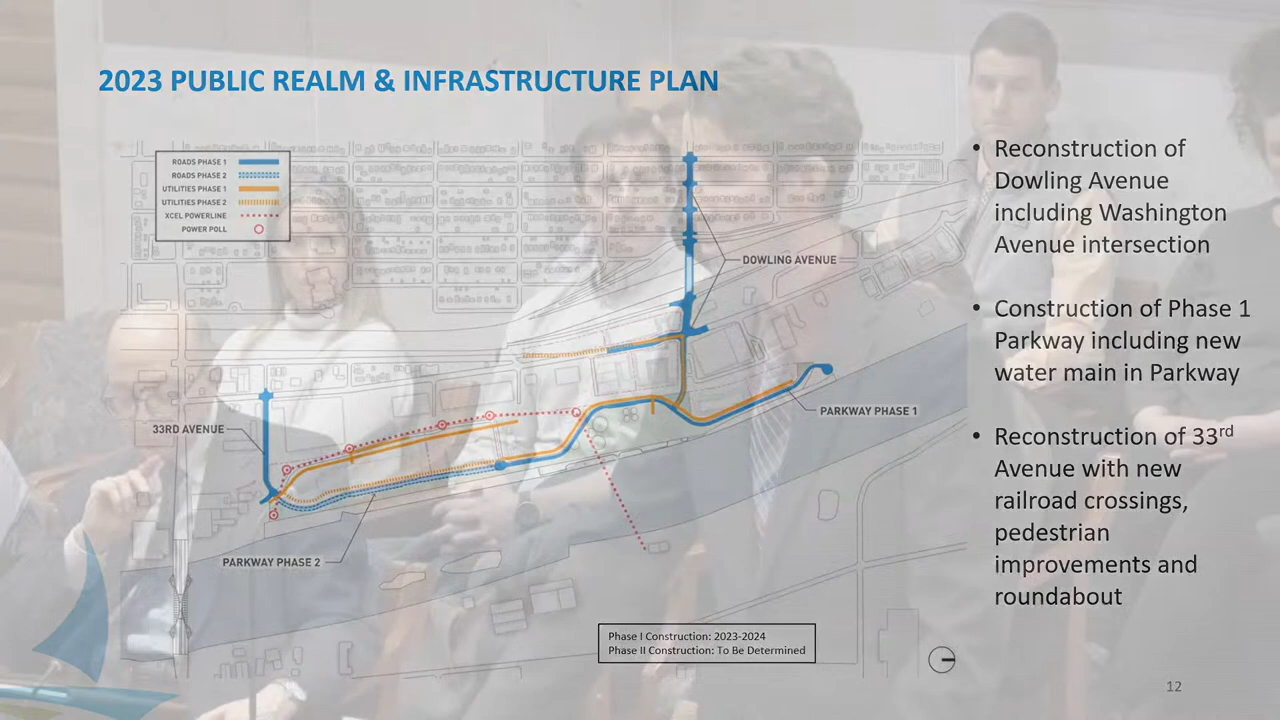 2023 PUBLIC REALM & INFRASTRUCTURE PLAN
ROADS PHASE 1
ROADS PHASE 2
UTILITIES PHASE 1
UTILITIES PHASE 2
XCEL POWERLINE
POWER POLL
DOWLING AVENUE
33RD AVENUE
PARKWAY PHASE 1
PARKWAY PHASE 2
Phase I Construction: 2023-2024
Phase II Construction: To Be Determined
• Reconstruction of
Dowling Avenue
including Washington
Avenue intersection
• Construction of Phase 1
Parkway including new
water main in Parkway
• Reconstruction of 33rd
Avenue with new
railroad crossings,
pedestrian
improvements and
roundabout
12